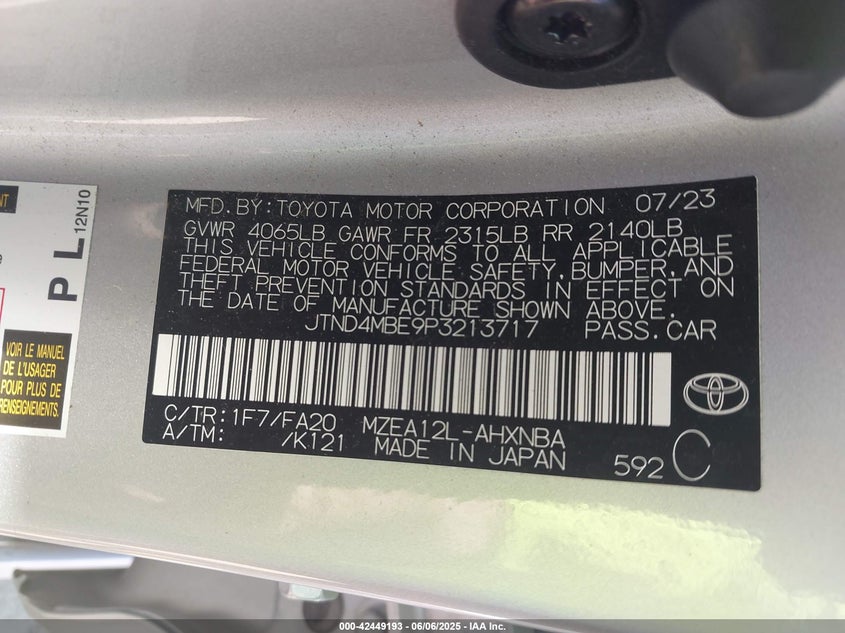 NT
P L 12N10
9
VOIR LE MANUEL
DE L'USAGER
POUR PLUS DE
RENSEIGNEMENTS.
MFD.BY:TOYOTA MOTOR CORPORATION 07/23
GVWR 4065LB GAWR FR 2315LB RR 2140LB
THIS VEHICLE CONFORMS TO ALL APPLICABLE
FEDERAL MOTOR VEHICLE SAFETY,BUMPER,AND
THEFT PREVENTION STANDARDS IN EFFECT ON
THE DATE OF MANUFACTURE SHOWN ABOVE.
JTND4MBE9P3213717 PASS.CAR
C/TR:1F7/FA20 MZEA12L-AHXNBA
A/TM: /K121 MADE IN JAPAN 592 C
000-42449193 - 06/06/2025 - IAA Inc.